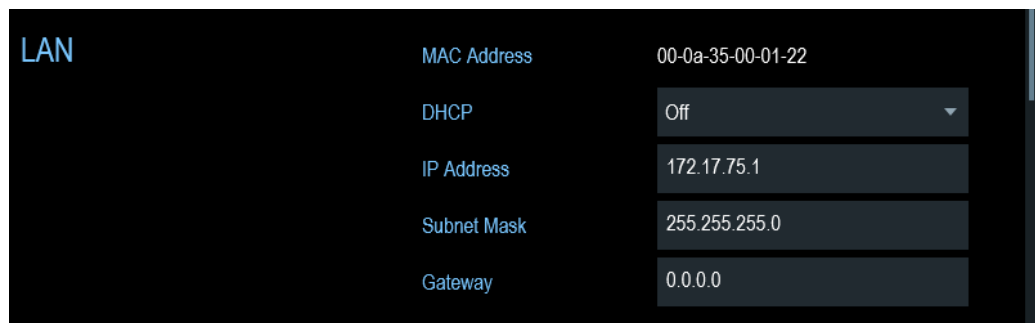 LAN
MAC Address 00-0a-35-00-01-22
DHCP Off
IP Address 172.17.75.1
Subnet Mask 255.255.255.0
Gateway 0.0.0.0